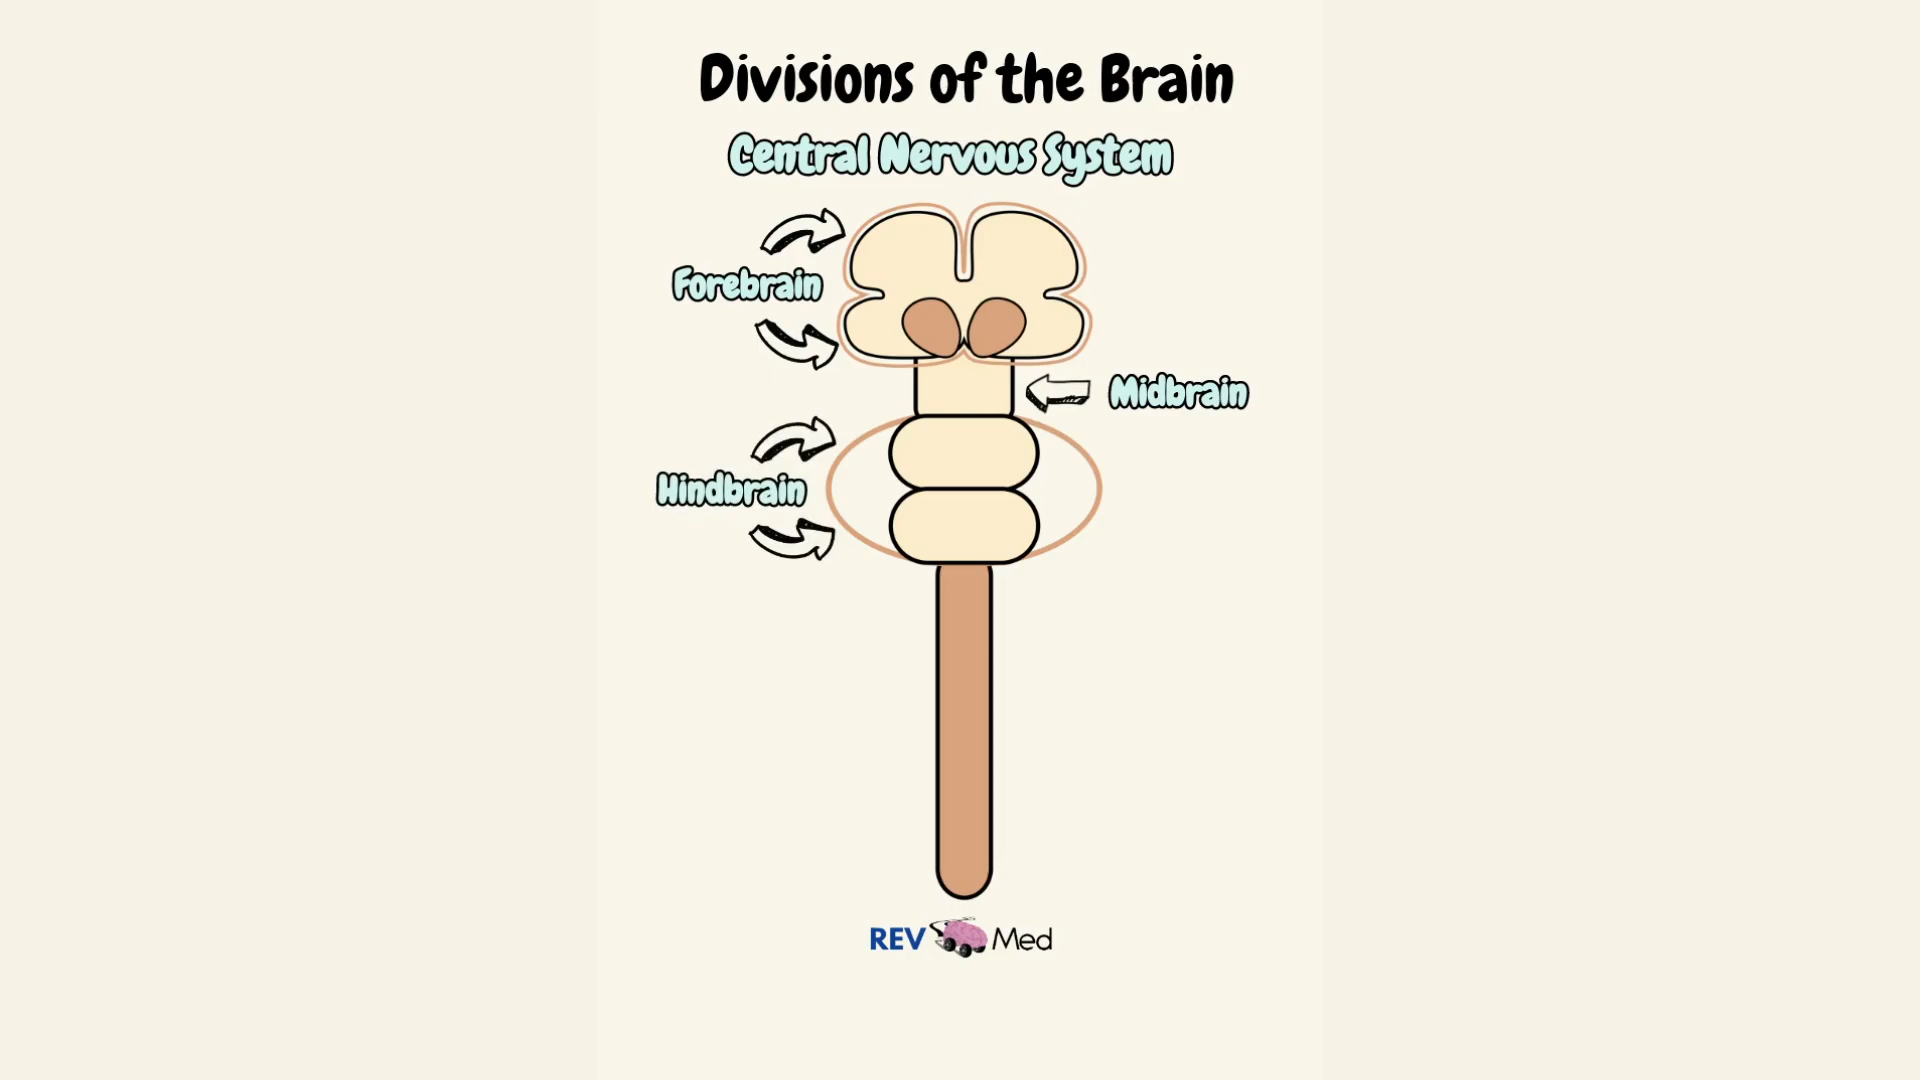 Divisions of the Brain
Central Nervous System
Forebrain
Midbrain
Hindbrain
REV Med